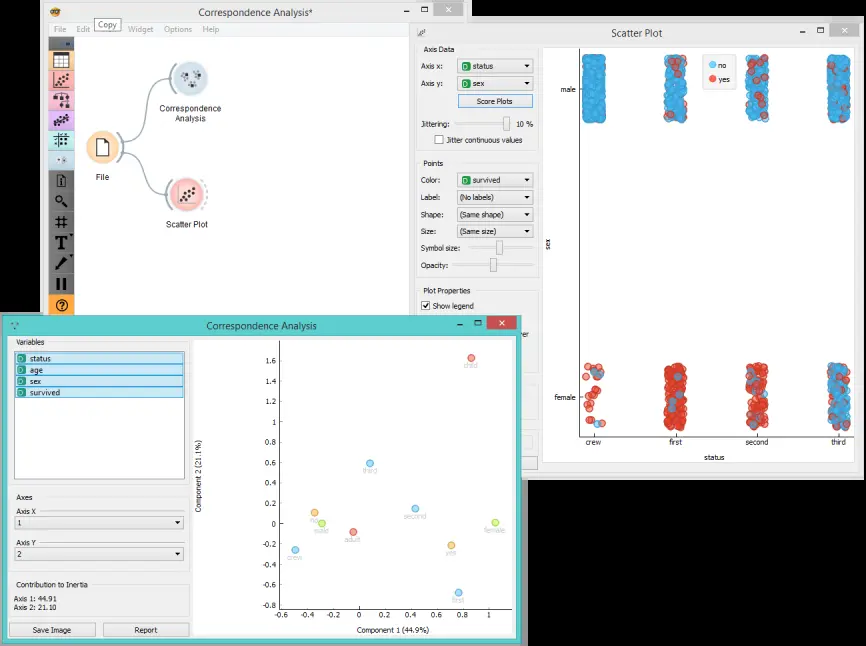 Correspondence Analysis*
File Edit Copy Widget Options Help
Correspondence
Analysis
File
Scatter Plot
T
?
Scatter Plot
Axis Data
Axis x: D status
Axis y: D sex
Score Plots
Jittering: 10 %
Jitter continuous values
Points
Color: D survived
Label: (No labels)
Shape: (Same shape)
Size: (Same size)
Symbol size:
Opacity:
Plot Properties
Show legend
no
yes
male
sex
female
crew first second third
status
Correspondence Analysis
Variables
D status
D age
D sex
D survived
Axes
Axis X
1
Axis Y
2
Contribution to Inertia
Axis 1: 44.91
Axis 2: 21.10
Save Image Report
Component 2 (21.1%)
1.6
1.4
1.2
1
0.8
0.6
0.4
0.2
0
-0.2
-0.4
-0.6
-0.8
child
third
second
no
male
female
adult
yes
crew
first
-0.6 -0.4 -0.2 0 0.2 0.4 0.6 0.8 1
Component 1 (44.9%)